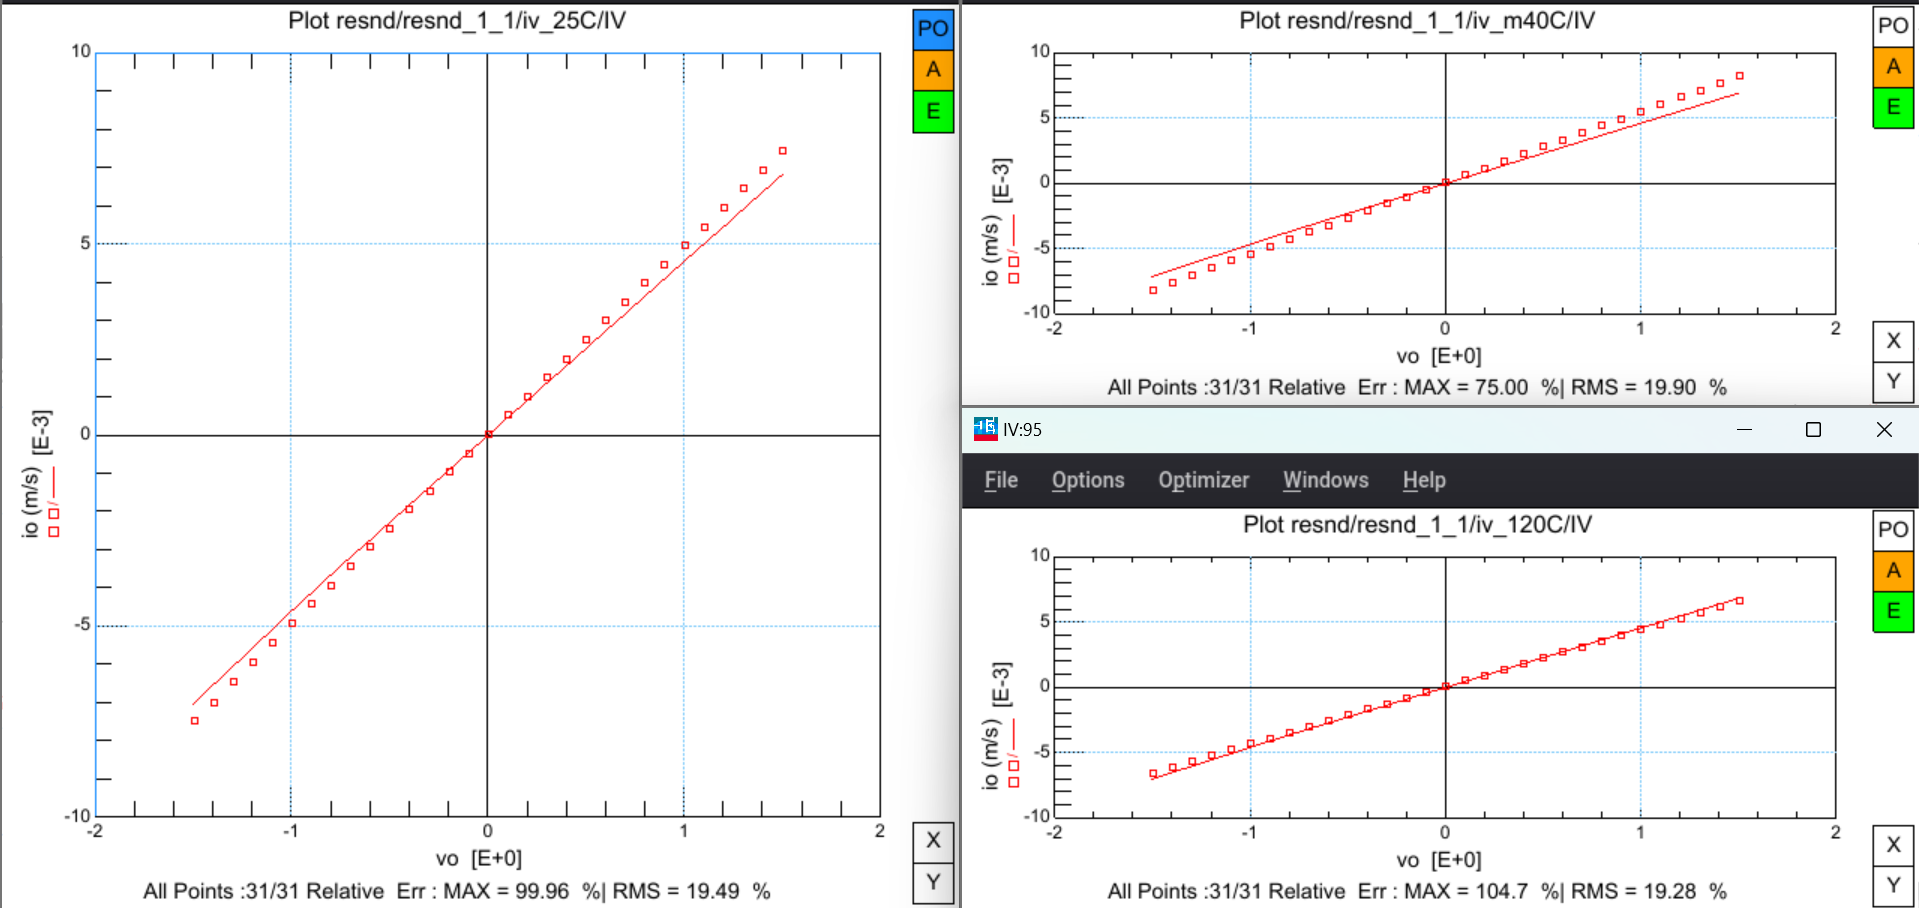 Plot resnd/resnd_1_1/iv_25C/IV
PO
A
E
10
5
0
-5
-10
io (m/s) [E-3]
-2 -1 0 1 2
vo [E+0]
X
Y
All Points :31/31 Relative Err : MAX = 99.96 %| RMS = 19.49 %
Plot resnd/resnd_1_1/iv_m40C/IV
PO
A
E
10
5
0
-5
-10
io (m/s) [E-3]
-2 -1 0 1 2
vo [E+0]
X
Y
All Points :31/31 Relative Err : MAX = 75.00 %| RMS = 19.90 %
IV:95
File Options Optimizer Windows Help
Plot resnd/resnd_1_1/iv_120C/IV
PO
A
E
10
5
0
-5
-10
io (m/s) [E-3]
-2 -1 0 1 2
vo [E+0]
X
Y
All Points :31/31 Relative Err : MAX = 104.7 %| RMS = 19.28 %